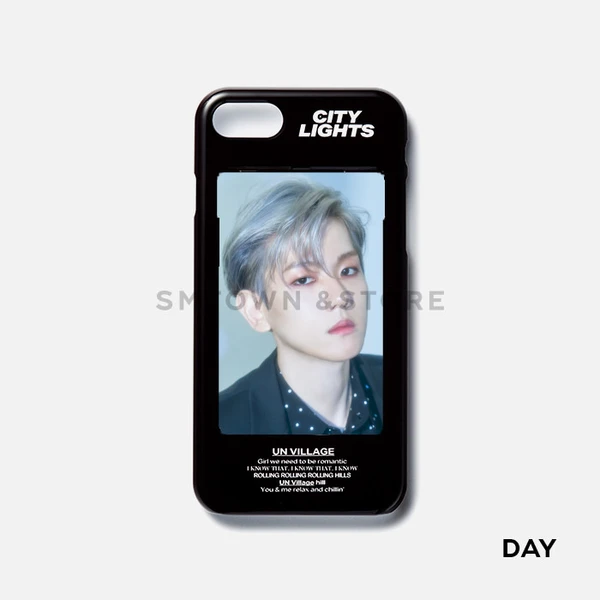 CITY
LIGHTS
SMTOWN &STORE
UN VILLAGE
Girl we need to be romantic
I KNOW THAT, I KNOW THAT, I KNOW
ROLLING ROLLING ROLLING HILLS
UN Village hill
You & me relax and chillin'
DAY